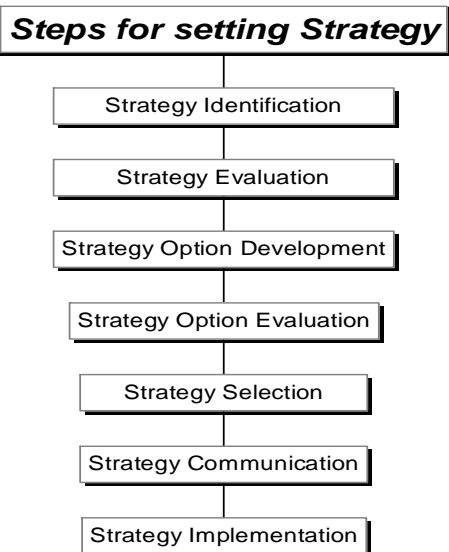 Steps for setting Strategy
Strategy Identification
Strategy Evaluation
Strategy Option Development
Strategy Option Evaluation
Strategy Selection
Strategy Communication
Strategy Implementation